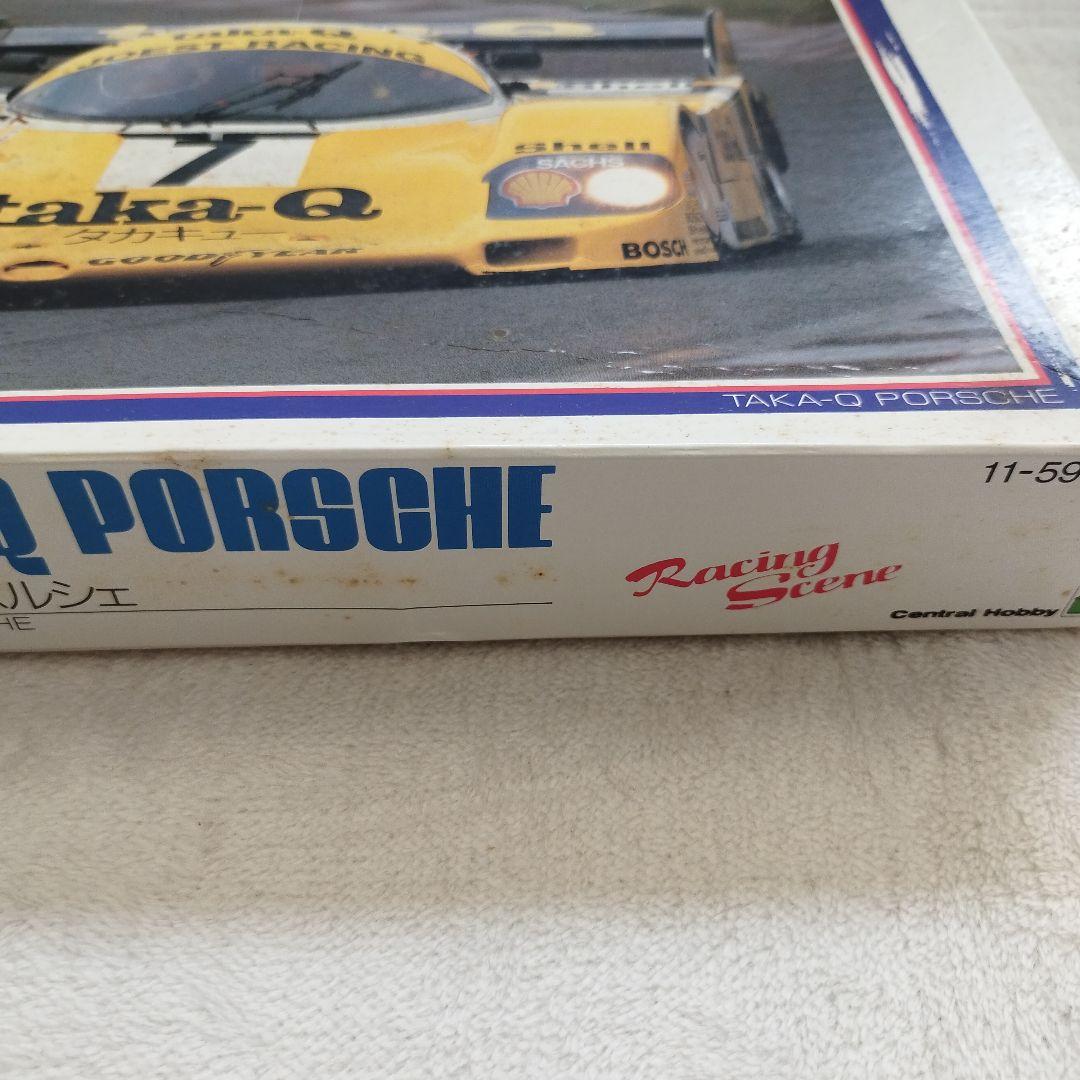 taka-Q
JOEST RACING
7
Shell
SACHS
taka-Q
タカキュー
GOODYEAR
BOSCH
TAKA-Q PORSCHE
Q PORSCHE
11-59
ルシェ
HE
Racing
Scene
Central Hobby